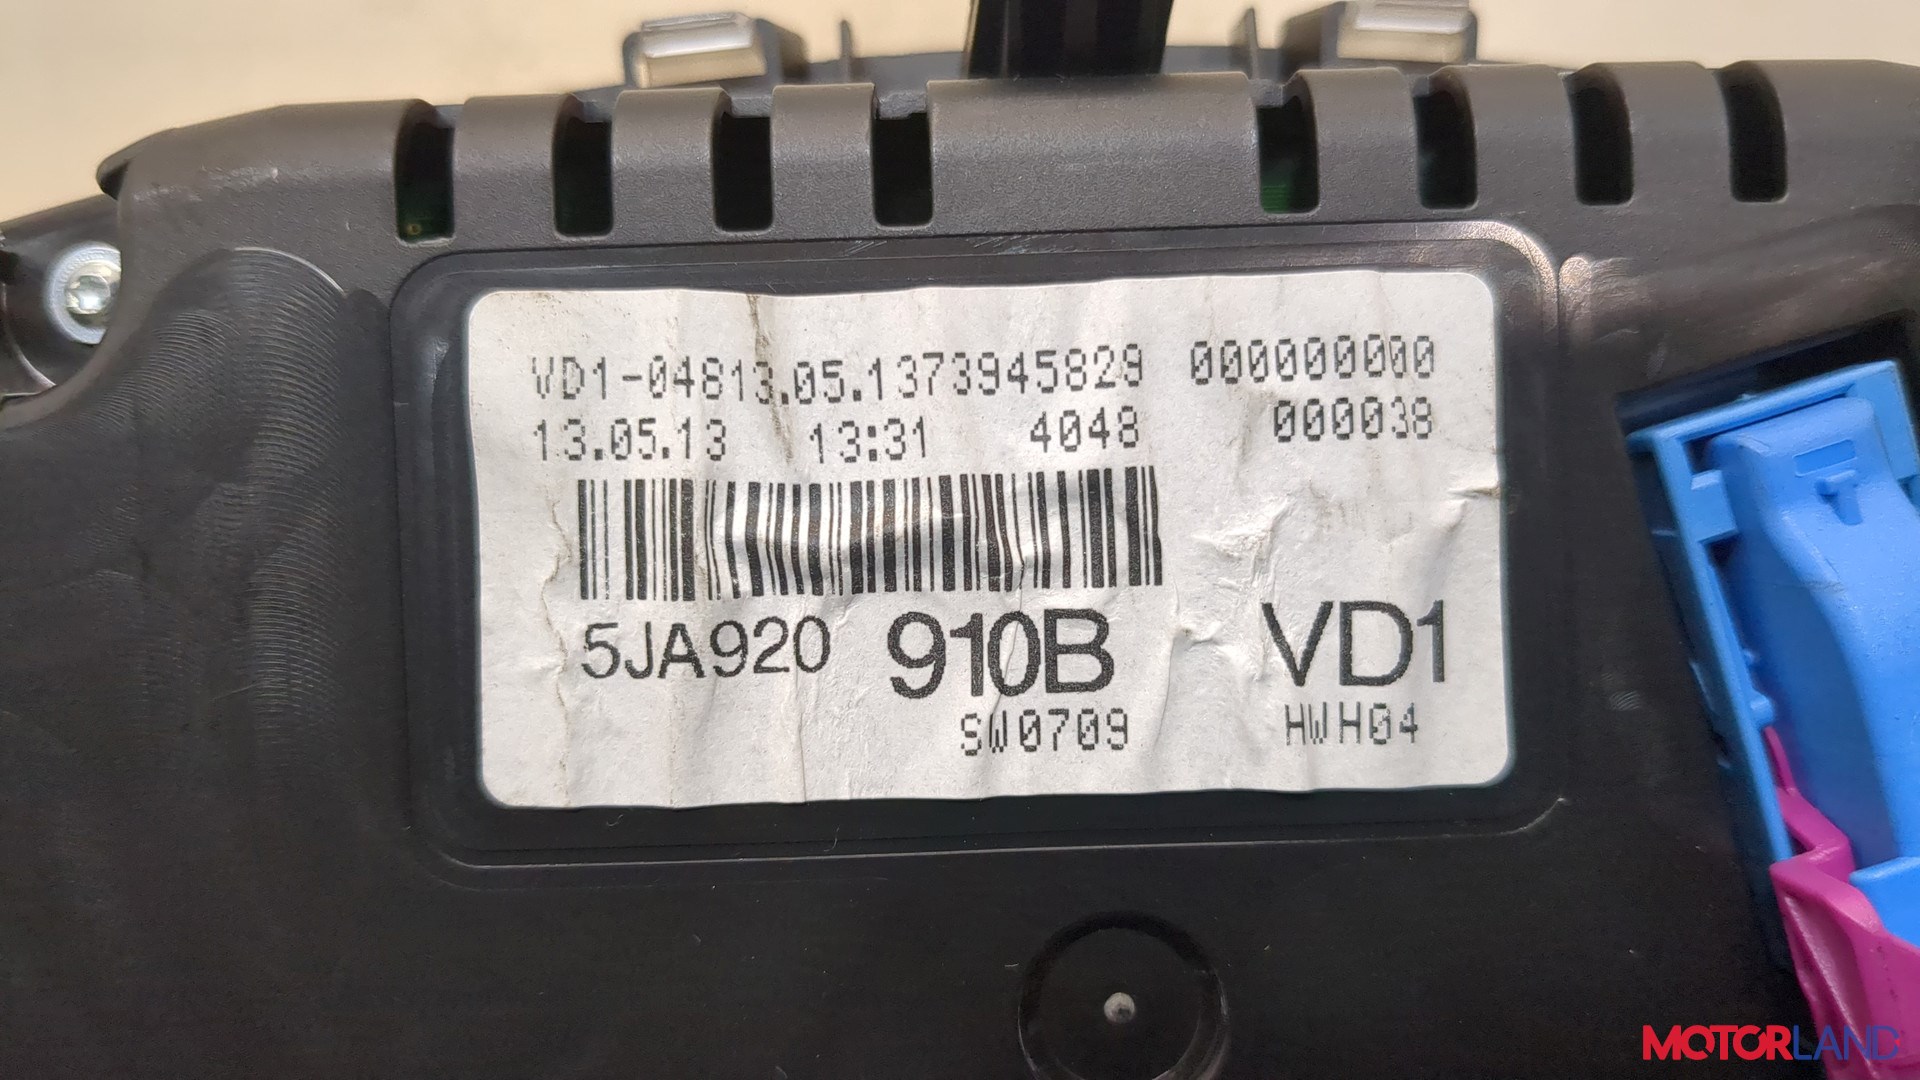 VD1-04813.05.1373945829 000000000
13.05.13 13:31 4048 000038
5JA920 910B VD1
SW0709 HWH04
MOTORLAND